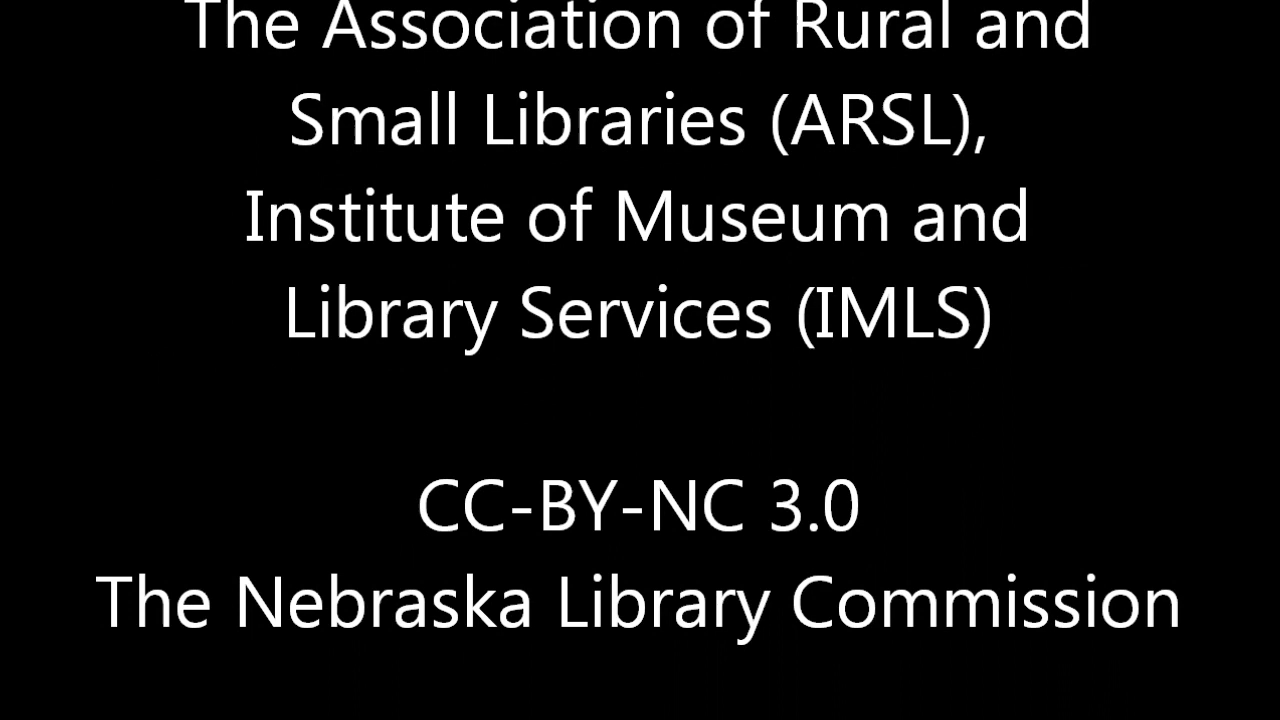 The Association of Rural and
Small Libraries (ARSL),
Institute of Museum and
Library Services (IMLS)
CC-BY-NC 3.0
The Nebraska Library Commission